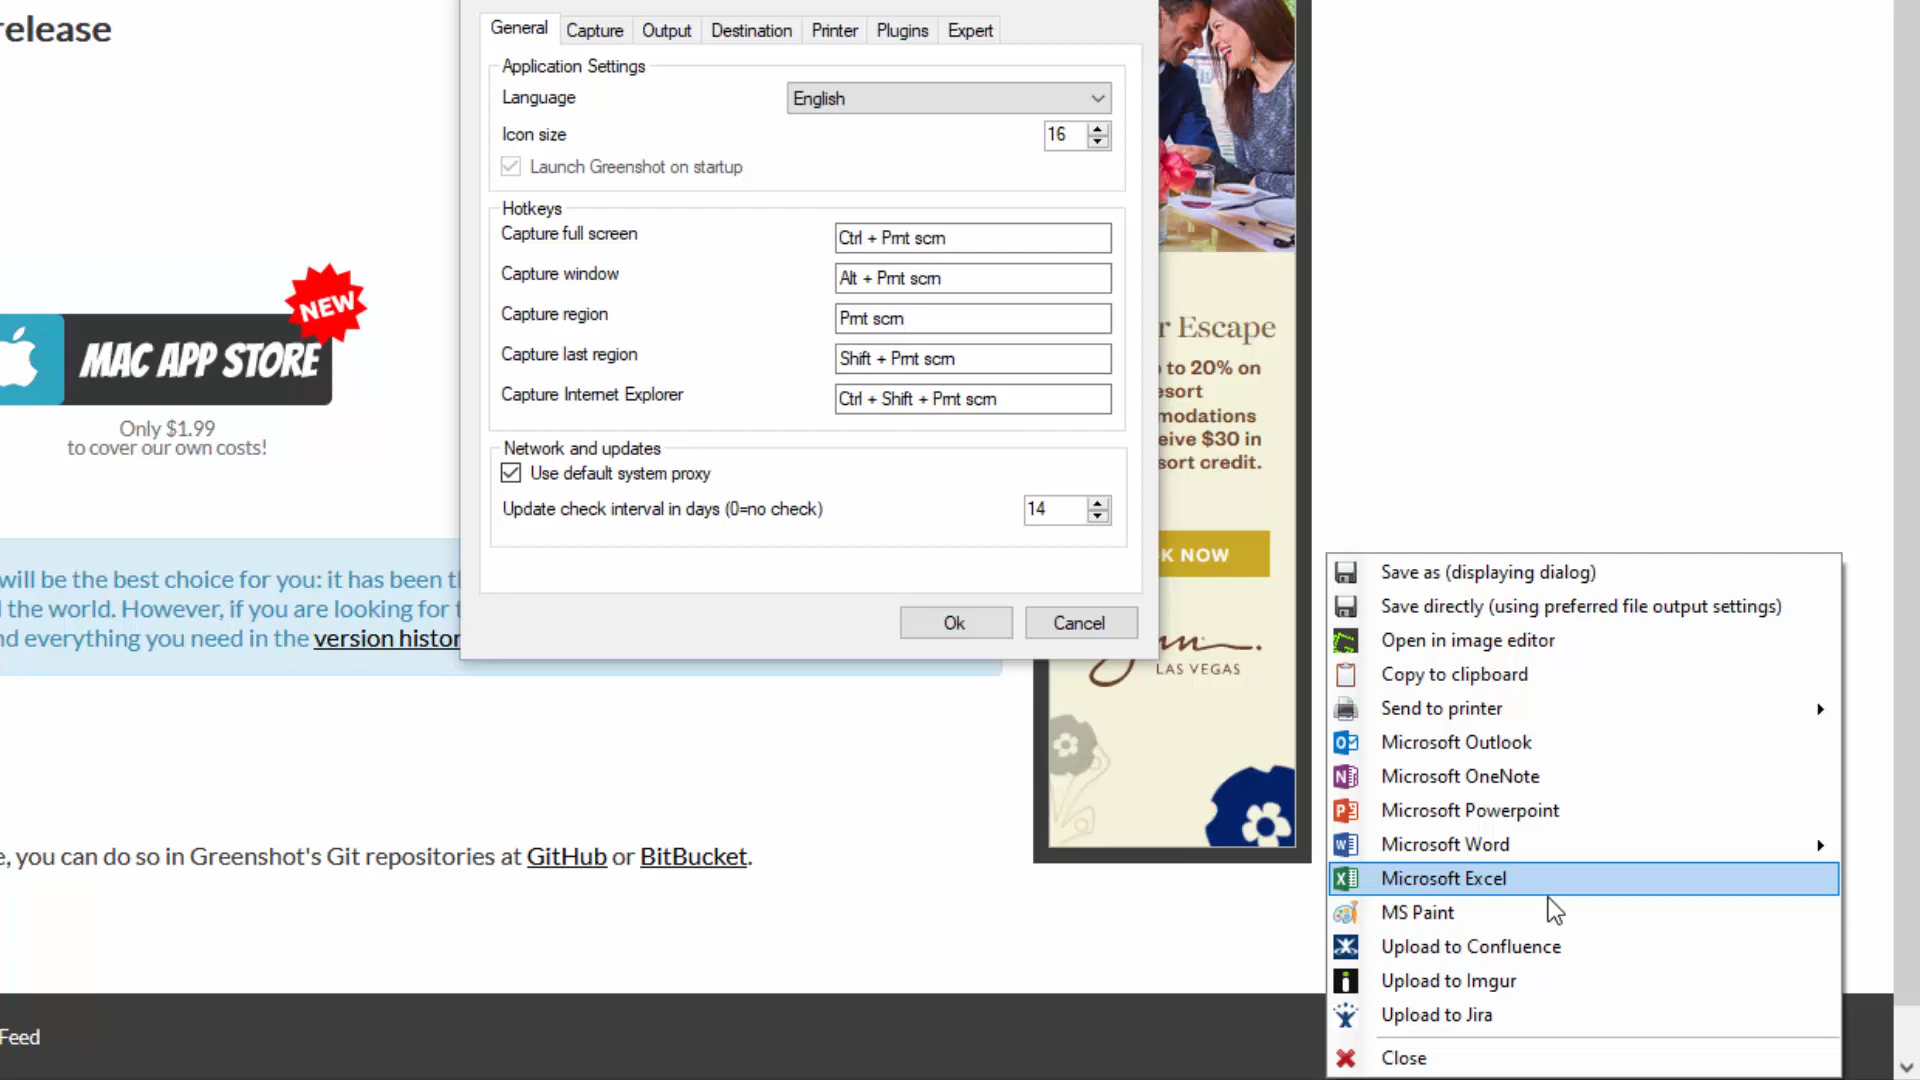 release
NEW
MAC APP STORE
Only $1.99
to cover our own costs!
will be the best choice for you: it has been
the world. However, if you are looking for
everything you need in the version histor
, you can do so in Greenshot's Git repositories at GitHub or BitBucket.
Feed
General Capture Output Destination Printer Plugins Expert
Application Settings
Language English
Icon size 16
Launch Greenshot on startup
Hotkeys
Capture full screen Ctrl + Prnt scrn
Capture window Alt + Prnt scrn
Capture region Prnt scrn
Capture last region Shift + Prnt scrn
Capture Internet Explorer Ctrl + Shift + Prnt scrn
Network and updates
Use default system proxy
Update check interval in days (0=no check) 14
Ok Cancel
r Escape
to 20% on
esort
modations
eive $30 in
sort credit.
K NOW
LAS VEGAS
Save as (displaying dialog)
Save directly (using preferred file output settings)
Open in image editor
Copy to clipboard
Send to printer
Microsoft Outlook
Microsoft OneNote
Microsoft Powerpoint
Microsoft Word
Microsoft Excel
MS Paint
Upload to Confluence
Upload to Imgur
Upload to Jira
Close